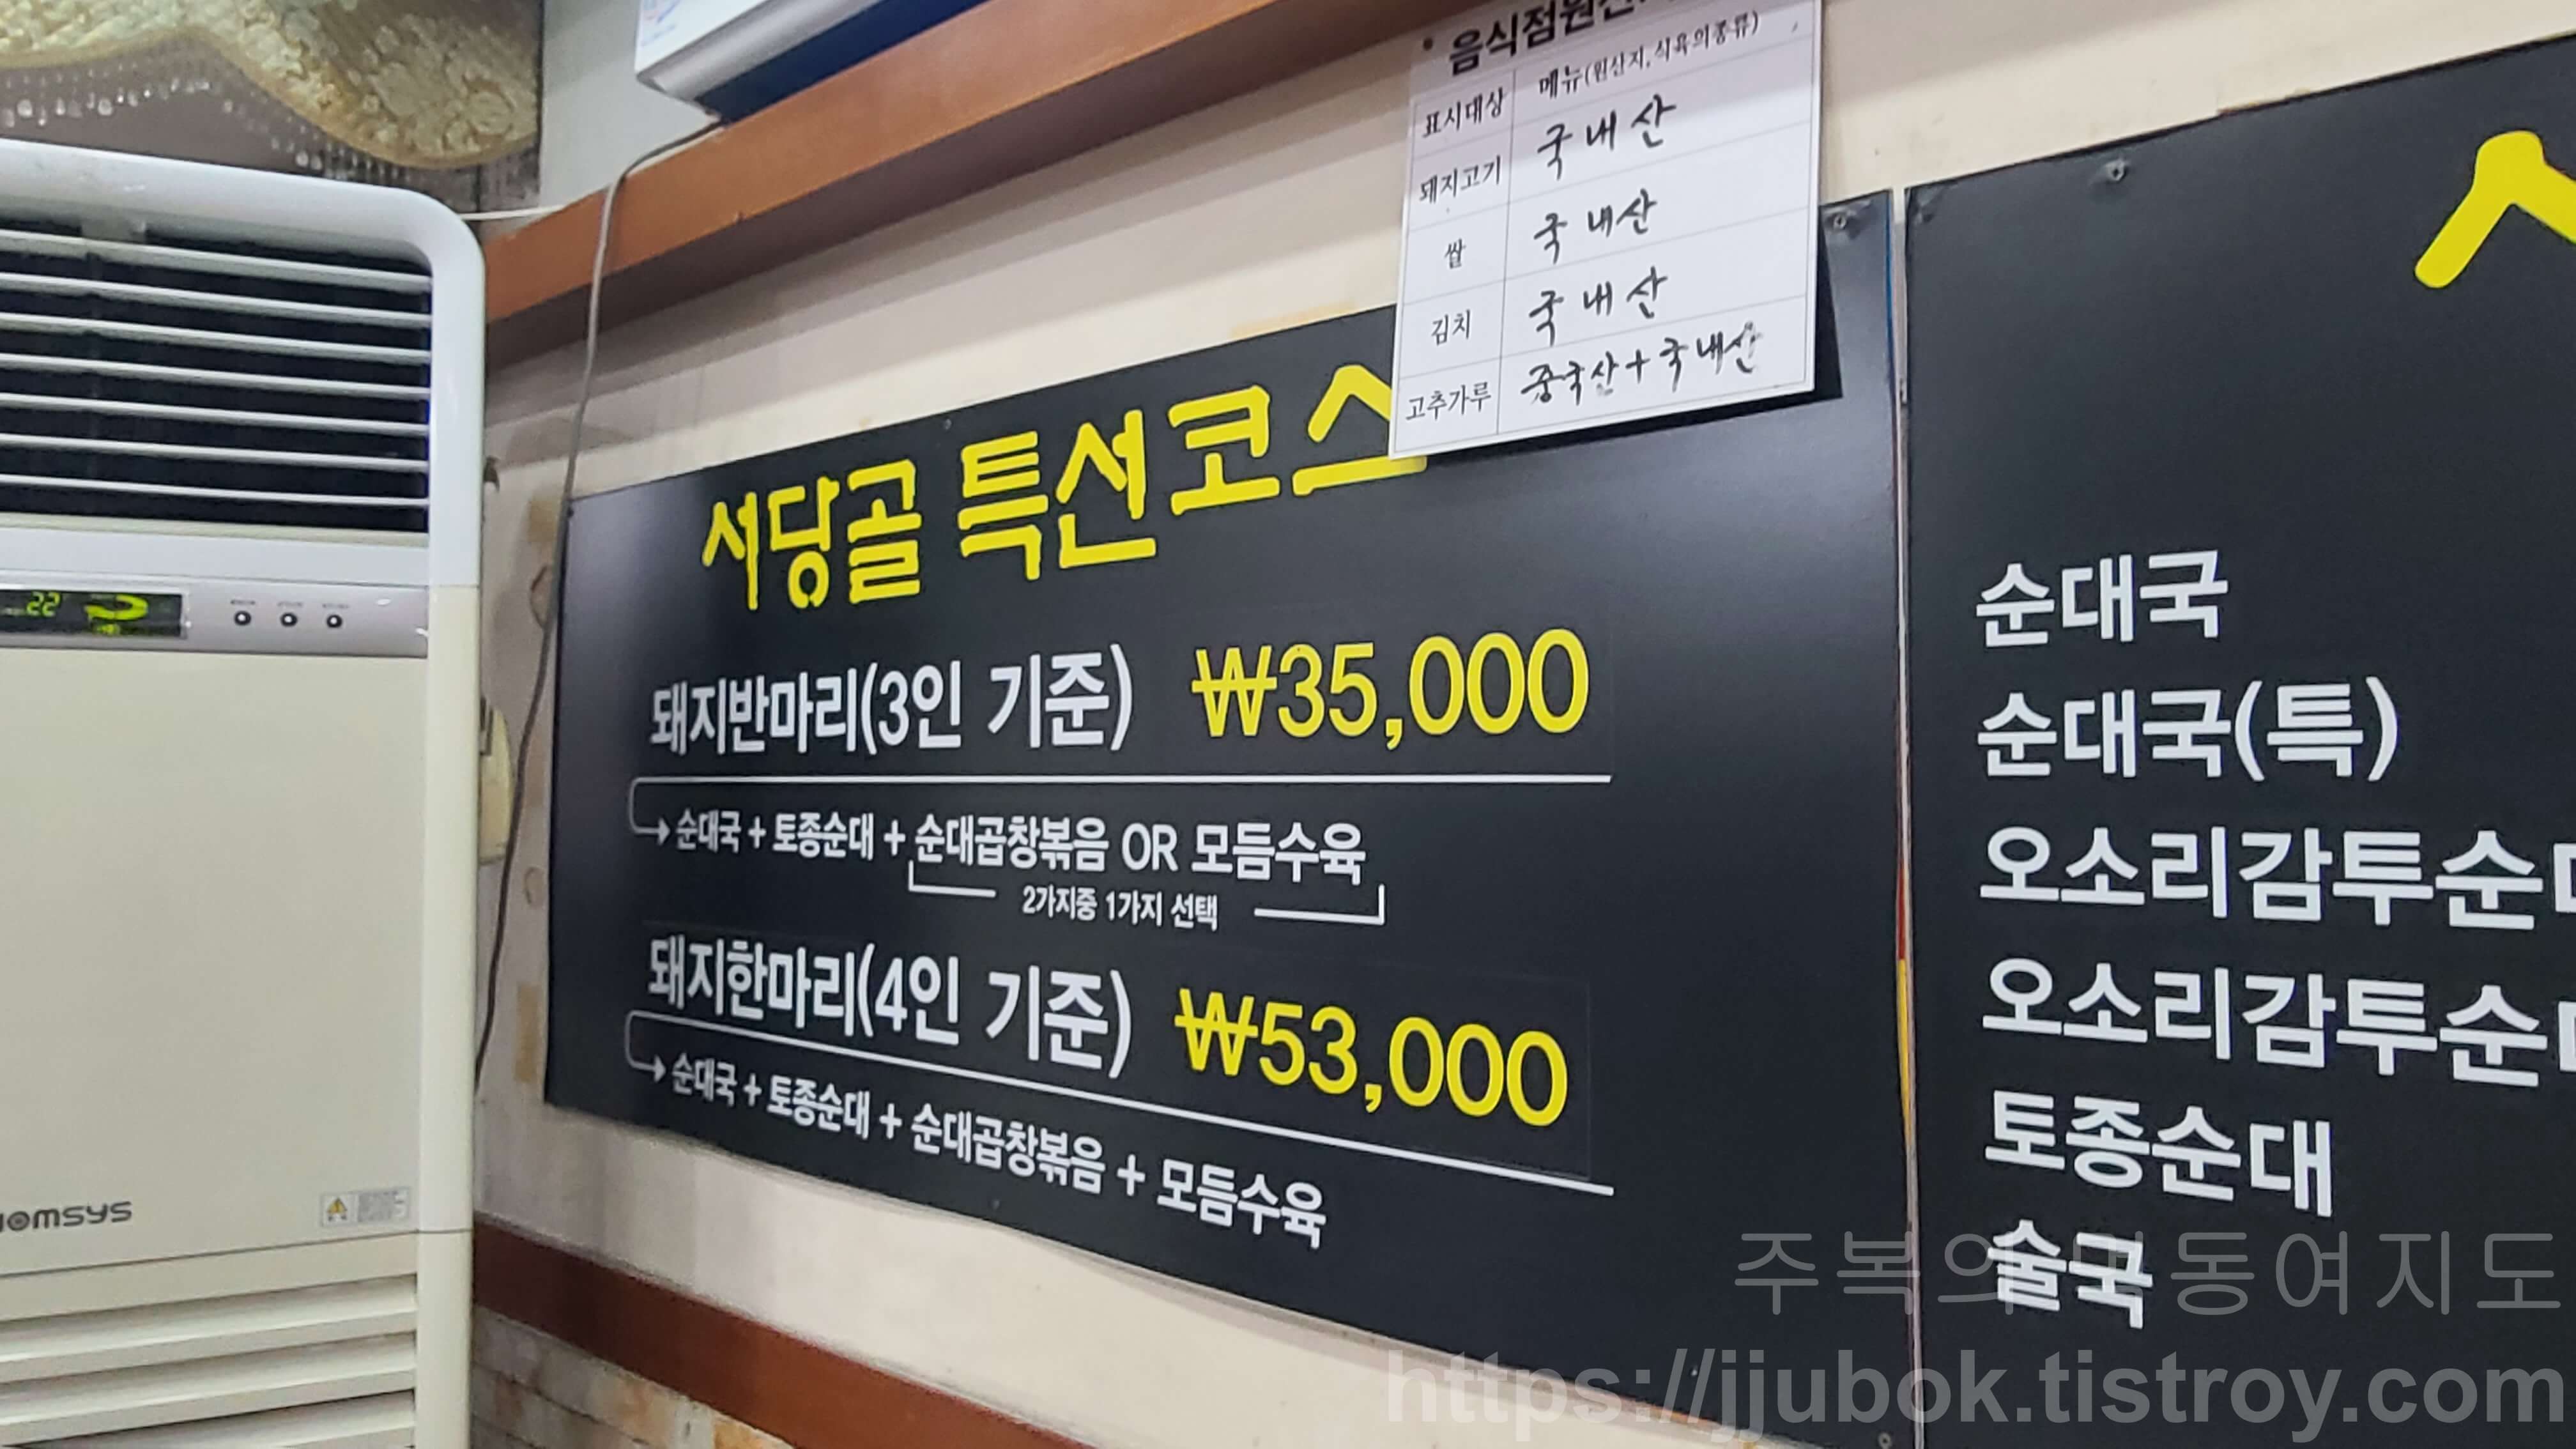 표시대상 메뉴(원산지,식육의종류)
돼지고기 국내산
쌀 국내산
김치 국내산
고추가루 중국산+국내산
서당골 특선코스
돼지반마리(3인 기준) ₩35,000
순대국 + 토종순대 + 순대곱창볶음 OR 모듬수육
2가지중 1가지 선택
돼지한마리(4인 기준) ₩53,000
순대국 + 토종순대 + 순대곱창볶음 + 모듬수육
순대국
순대국(특)
오소리감투순대
오소리감투순대
토종순대
술국
22
주복의 동여지도
https://jjubok.tistroy.com